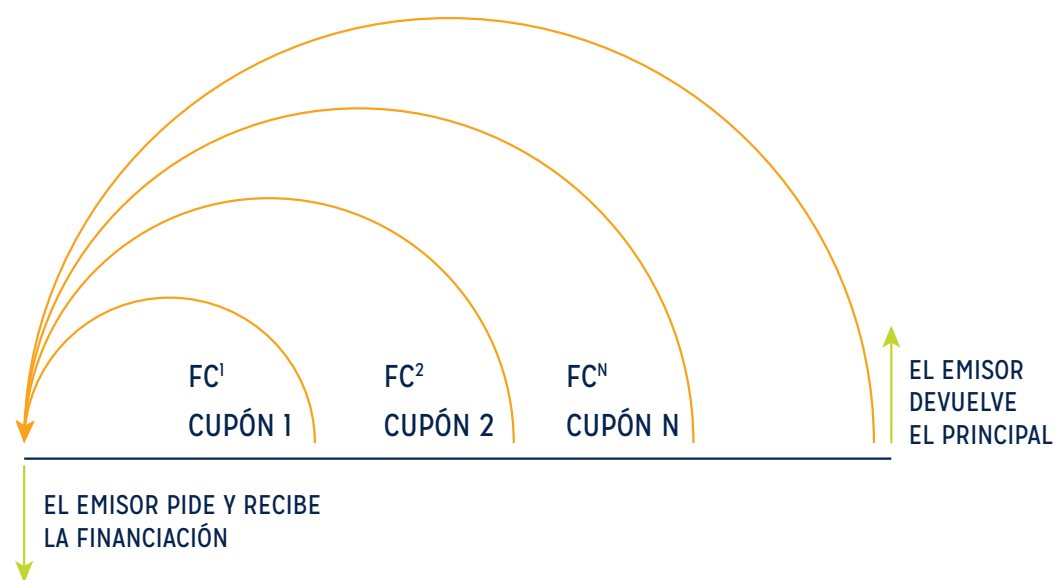 FC¹
CUPÓN 1
FC²
CUPÓN 2
FCᴺ
CUPÓN N
EL EMISOR
DEVUELVE
EL PRINCIPAL
EL EMISOR PIDE Y RECIBE
LA FINANCIACIÓN